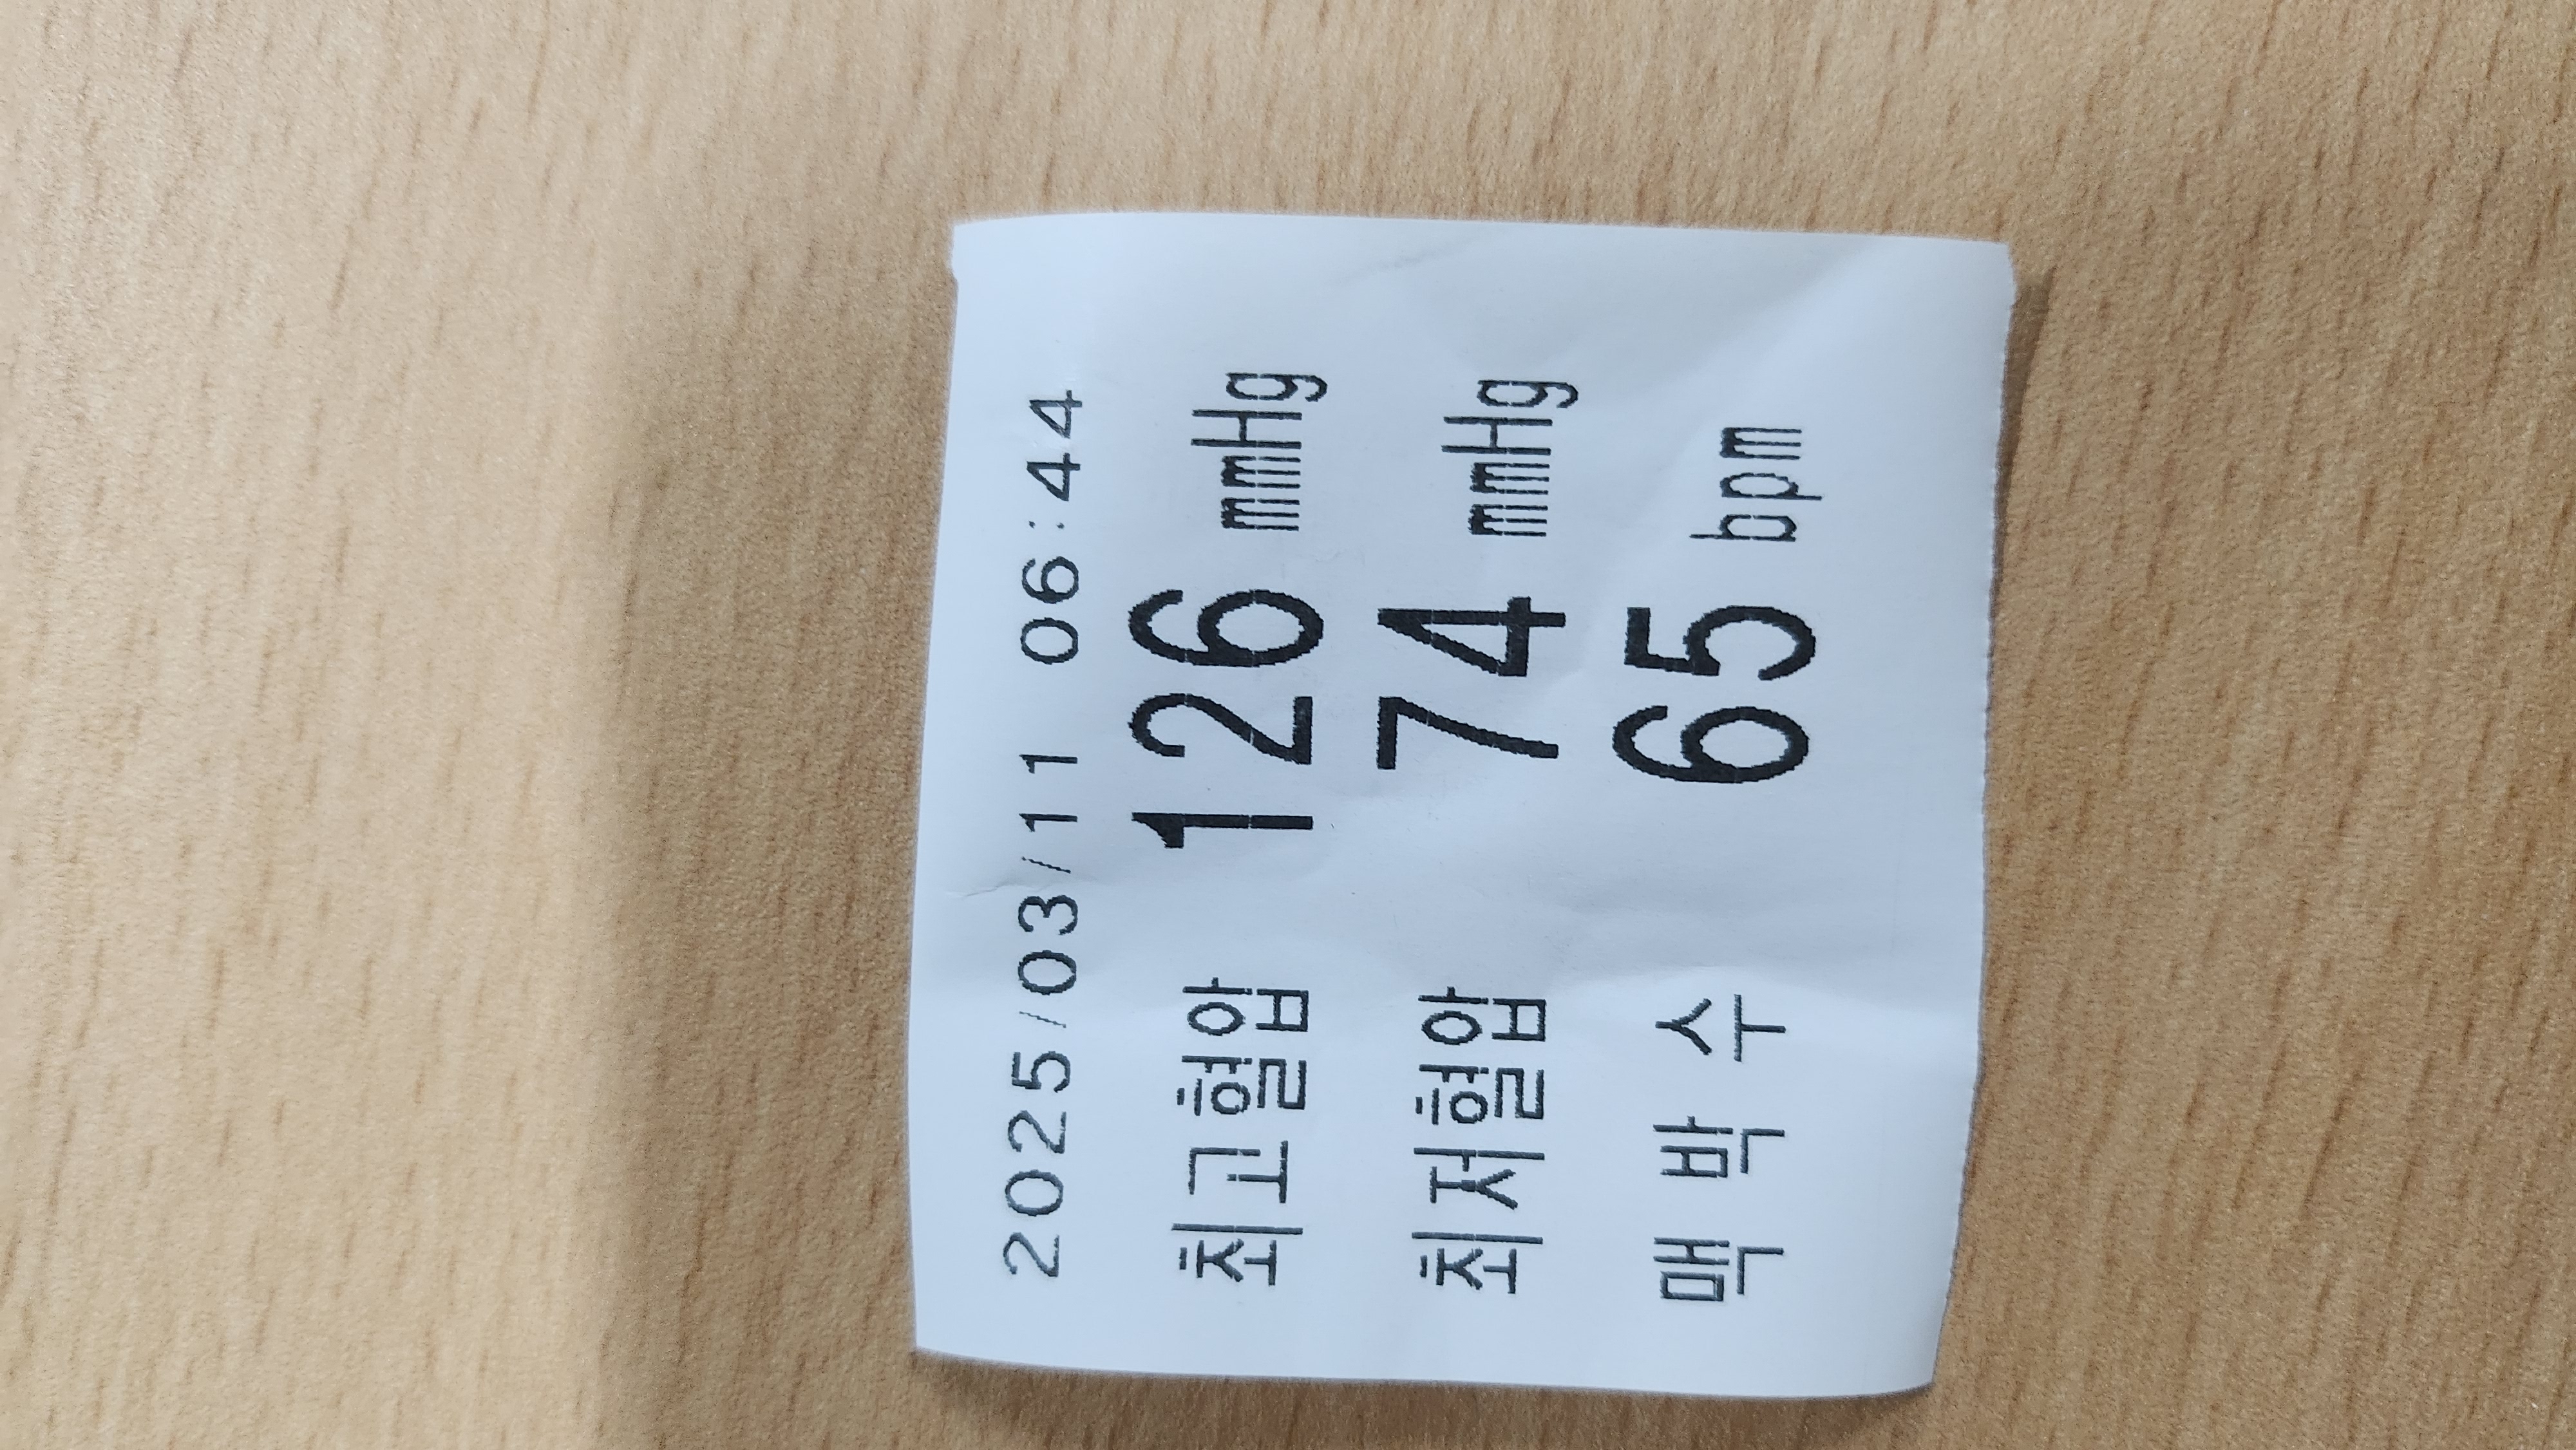 2025/03/11 06:44
최고혈압 126 mmHg
최저혈압 74 mmHg
맥 박 수 65 bpm